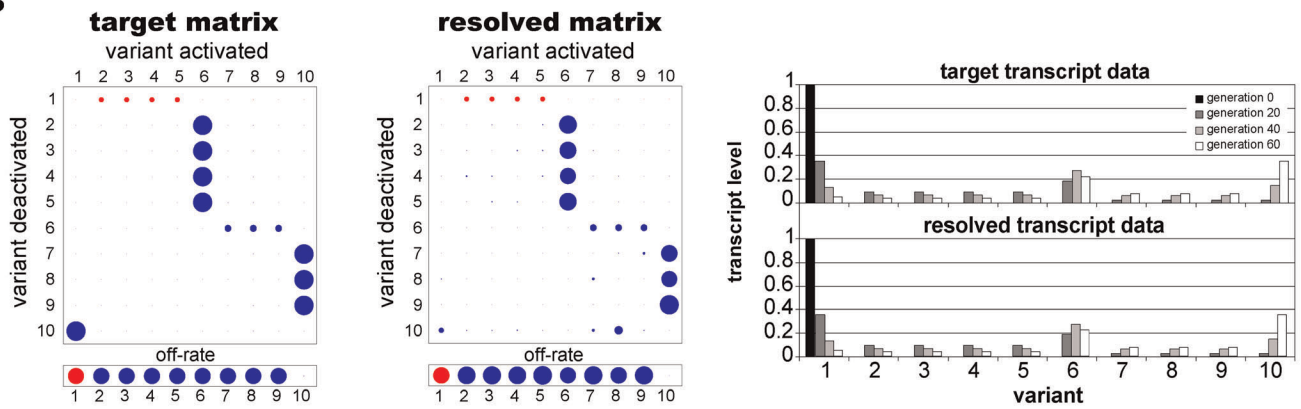 target matrix
variant activated
1 2 3 4 5 6 7 8 9 10
variant deactivated
1
2
3
4
5
6
7
8
9
10
off-rate
1 2 3 4 5 6 7 8 9 10
resolved matrix
variant activated
1 2 3 4 5 6 7 8 9 10
variant deactivated
1
2
3
4
5
6
7
8
9
10
off-rate
1 2 3 4 5 6 7 8 9 10
transcript level
target transcript data
1
0.8
0.6
0.4
0.2
0
generation 0
generation 20
generation 40
generation 60
resolved transcript data
1
0.8
0.6
0.4
0.2
0
1 2 3 4 5 6 7 8 9 10
variant